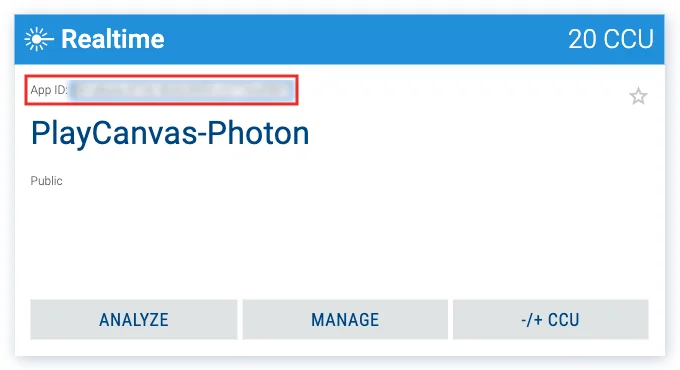 Realtime 20 CCU
App ID:
PlayCanvas-Photon
Public
ANALYZE MANAGE -/+ CCU